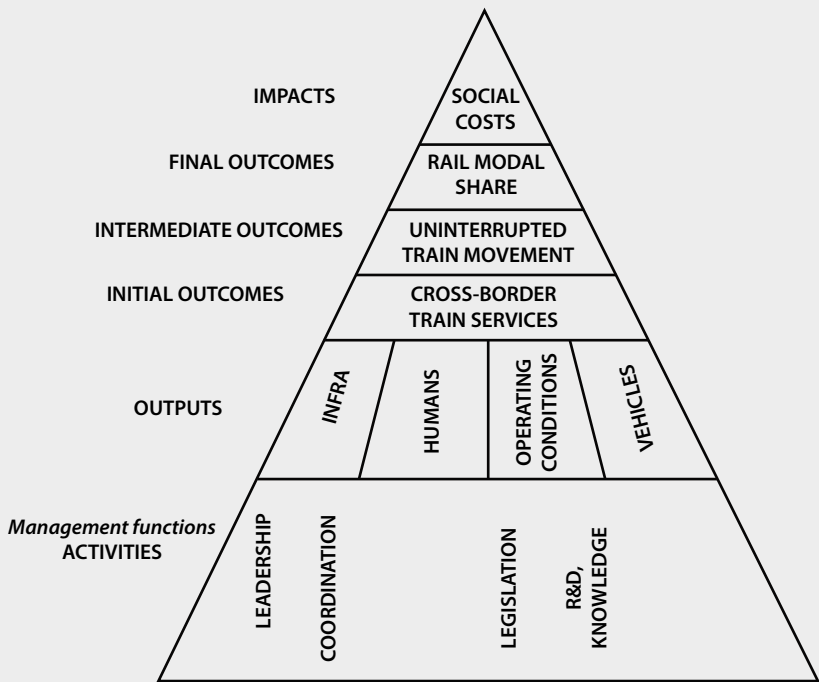 IMPACTS
SOCIAL
COSTS
FINAL OUTCOMES
RAIL MODAL
SHARE
INTERMEDIATE OUTCOMES
UNINTERRUPTED
TRAIN MOVEMENT
INITIAL OUTCOMES
CROSS-BORDER
TRAIN SERVICES
OUTPUTS
INFRA
HUMANS
OPERATING
CONDITIONS
VEHICLES
Management functions
ACTIVITIES
LEADERSHIP
COORDINATION
LEGISLATION
R&D,
KNOWLEDGE